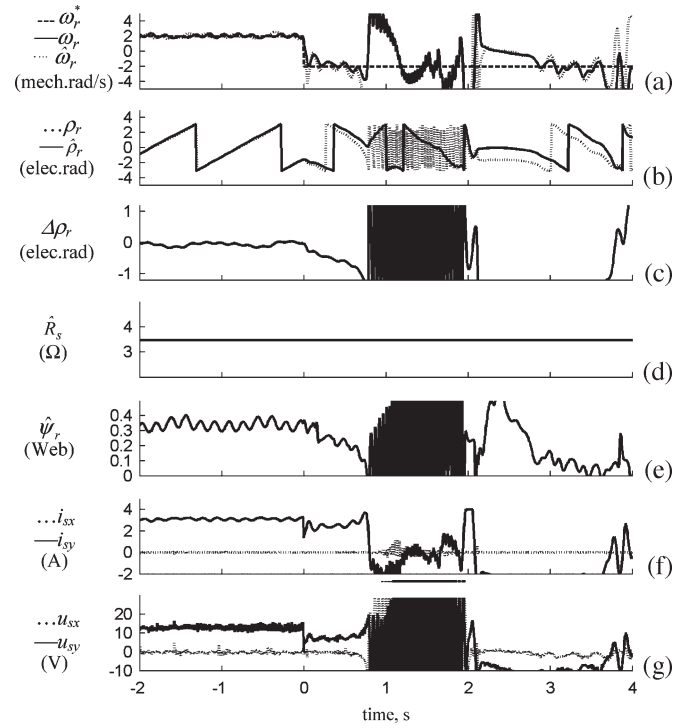 --- ω*r
— ω̂r
···· ω̂r
(mech.rad/s)
4
2
0
-2
-4
(a)
...ρr
—ρ̂r
(elec.rad)
4
2
0
-2
-4
(b)
Δρr
(elec.rad)
1
0
-1
(c)
R̂s
(Ω)
4
3
(d)
ψ̂r
(Web)
0.4
0.3
0.2
0.1
0
(e)
...isx
—isy
(A)
4
2
0
-2
(f)
...usx
—usy
(V)
20
10
0
-10
(g)
-2 -1 0 1 2 3 4
time, s